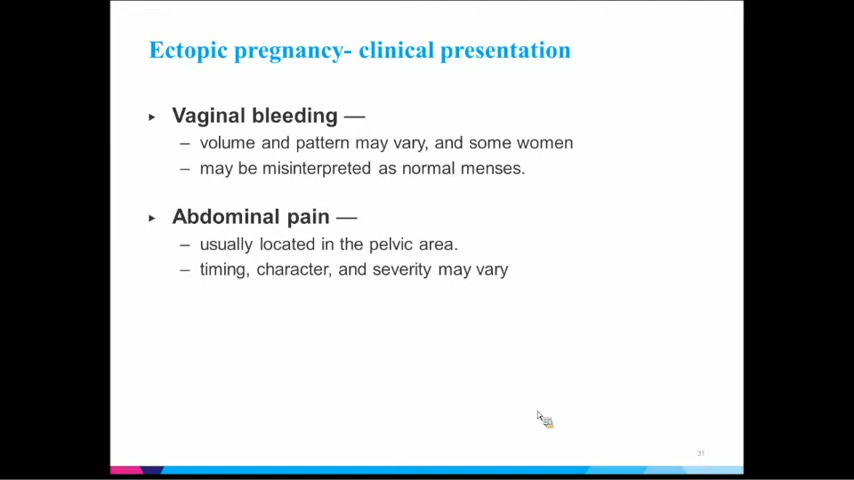 Ectopic pregnancy- clinical presentation
▸ Vaginal bleeding —
– volume and pattern may vary, and some women
– may be misinterpreted as normal menses.
▸ Abdominal pain —
– usually located in the pelvic area.
– timing, character, and severity may vary
31